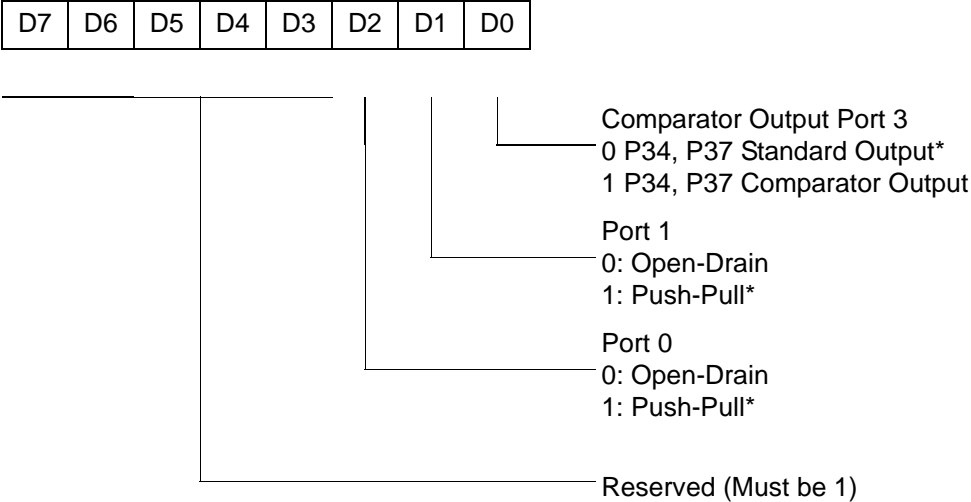 D7 D6 D5 D4 D3 D2 D1 D0
Comparator Output Port 3
0 P34, P37 Standard Output*
1 P34, P37 Comparator Output
Port 1
0: Open-Drain
1: Push-Pull*
Port 0
0: Open-Drain
1: Push-Pull*
Reserved (Must be 1)